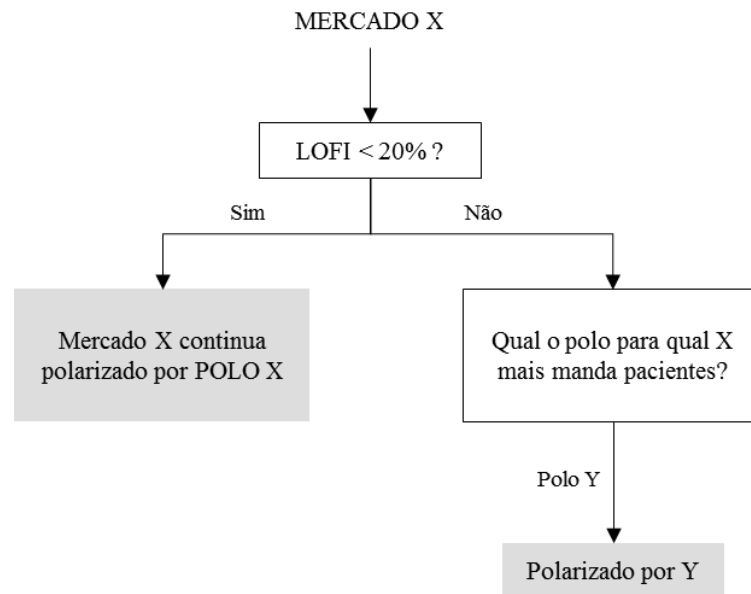 MERCADO X
LOFI < 20% ?
Sim
Não
Mercado X continua
polarizado por POLO X
Qual o polo para qual X
mais manda pacientes?
Polo Y
Polarizado por Y